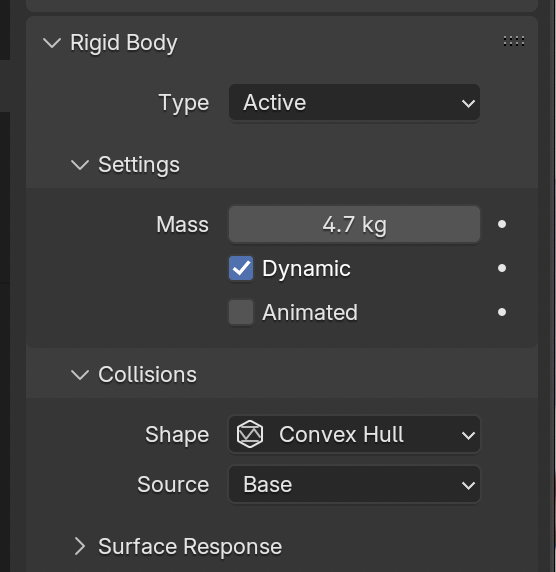 Rigid Body
Type Active
Settings
Mass 4.7 kg
Dynamic
Animated
Collisions
Shape Convex Hull
Source Base
Surface Response